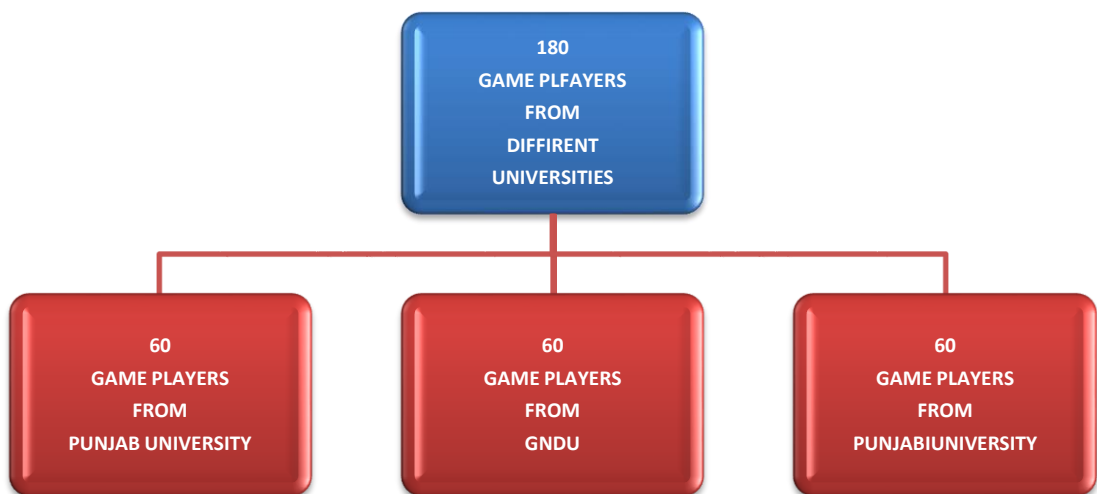 180
GAME PLFAYERS
FROM
DIFFIRENT
UNIVERSITIES
60
GAME PLAYERS
FROM
PUNJAB UNIVERSITY
60
GAME PLAYERS
FROM
GNDU
60
GAME PLAYERS
FROM
PUNJABIUNIVERSITY